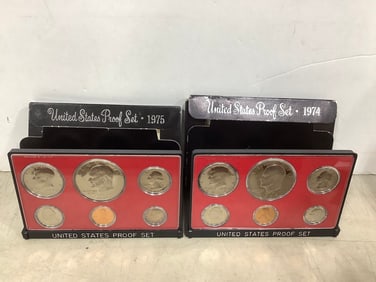 United States Proof Set • 1975
United States Proof Set • 1974
UNITED STATES PROOF SET
UNITED STATES PROOF SET